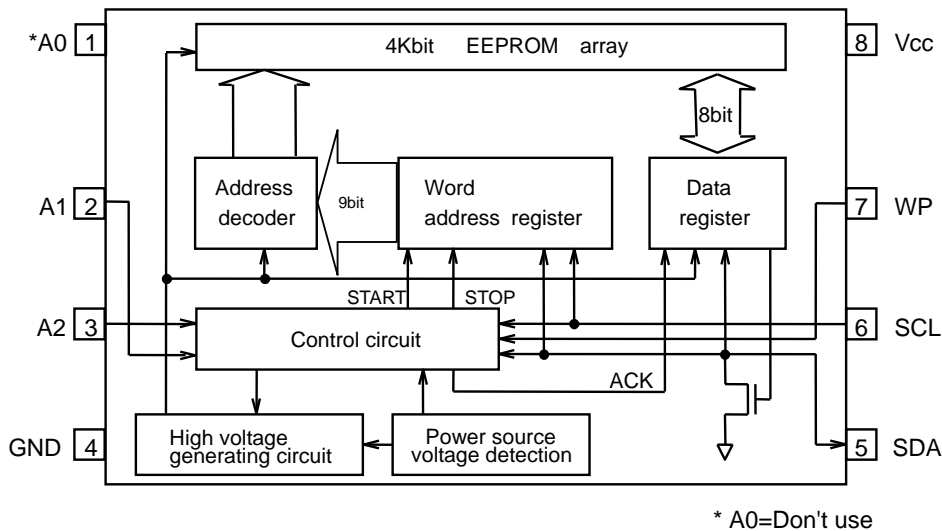 *A0 1
4Kbit EEPROM array
8 Vcc
8bit
A1 2
Address
decoder
9bit
Word
address register
Data
register
7 WP
START
STOP
A2 3
Control circuit
6 SCL
ACK
GND 4
High voltage
generating circuit
Power source
voltage detection
5 SDA
* A0=Don't use